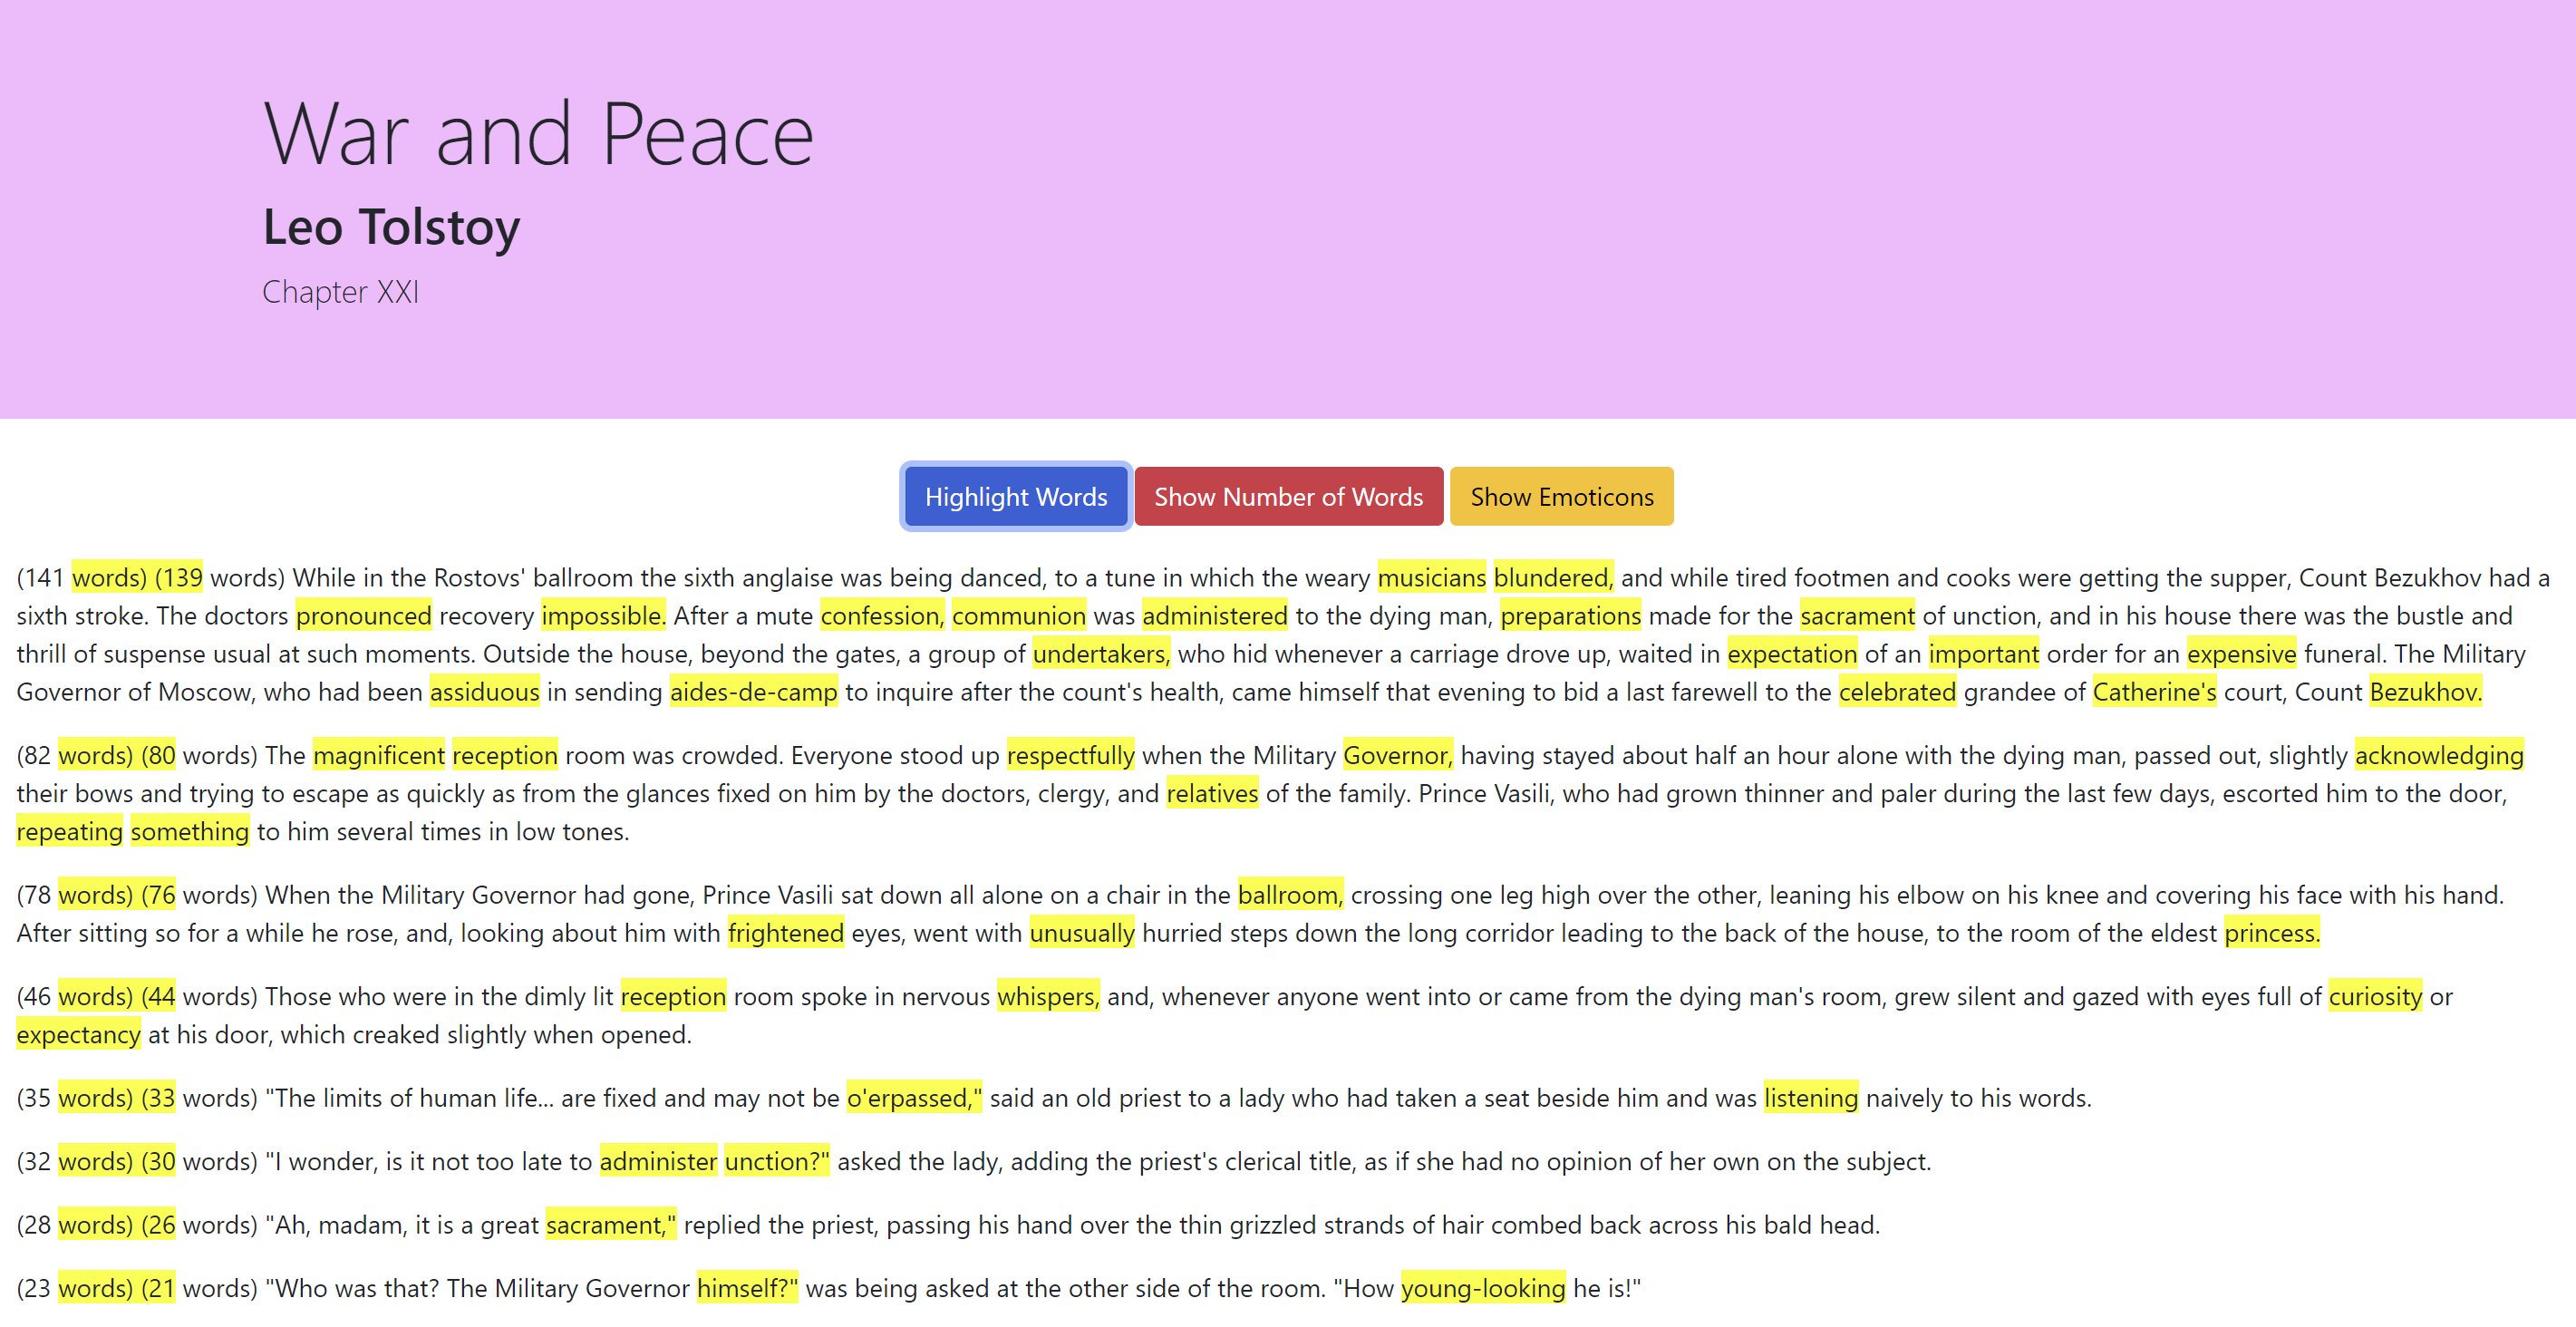 War and Peace
Leo Tolstoy
Chapter XXI
Highlight Words Show Number of Words Show Emoticons
(141 words) (139 words) While in the Rostovs' ballroom the sixth anglaise was being danced, to a tune in which the weary musicians blundered, and while tired footmen and cooks were getting the supper, Count Bezukhov had a
sixth stroke. The doctors pronounced recovery impossible. After a mute confession, communion was administered to the dying man, preparations made for the sacrament of unction, and in his house there was the bustle and
thrill of suspense usual at such moments. Outside the house, beyond the gates, a group of undertakers, who hid whenever a carriage drove up, waited in expectation of an important order for an expensive funeral. The Military
Governor of Moscow, who had been assiduous in sending aides-de-camp to inquire after the count's health, came himself that evening to bid a last farewell to the celebrated grandee of Catherine's court, Count Bezukhov.
(82 words) (80 words) The magnificent reception room was crowded. Everyone stood up respectfully when the Military Governor, having stayed about half an hour alone with the dying man, passed out, slightly acknowledging
their bows and trying to escape as quickly as from the glances fixed on him by the doctors, clergy, and relatives of the family. Prince Vasili, who had grown thinner and paler during the last few days, escorted him to the door,
repeating something to him several times in low tones.
(78 words) (76 words) When the Military Governor had gone, Prince Vasili sat down all alone on a chair in the ballroom, crossing one leg high over the other, leaning his elbow on his knee and covering his face with his hand.
After sitting so for a while he rose, and, looking about him with frightened eyes, went with unusually hurried steps down the long corridor leading to the back of the house, to the room of the eldest princess.
(46 words) (44 words) Those who were in the dimly lit reception room spoke in nervous whispers, and, whenever anyone went into or came from the dying man's room, grew silent and gazed with eyes full of curiosity or
expectancy at his door, which creaked slightly when opened.
(35 words) (33 words) "The limits of human life... are fixed and may not be o'erpassed," said an old priest to a lady who had taken a seat beside him and was listening naively to his words.
(32 words) (30 words) "I wonder, is it not too late to administer unction?" asked the lady, adding the priest's clerical title, as if she had no opinion of her own on the subject.
(28 words) (26 words) "Ah, madam, it is a great sacrament," replied the priest, passing his hand over the thin grizzled strands of hair combed back across his bald head.
(23 words) (21 words) "Who was that? The Military Governor himself?" was being asked at the other side of the room. "How young-looking he is!"